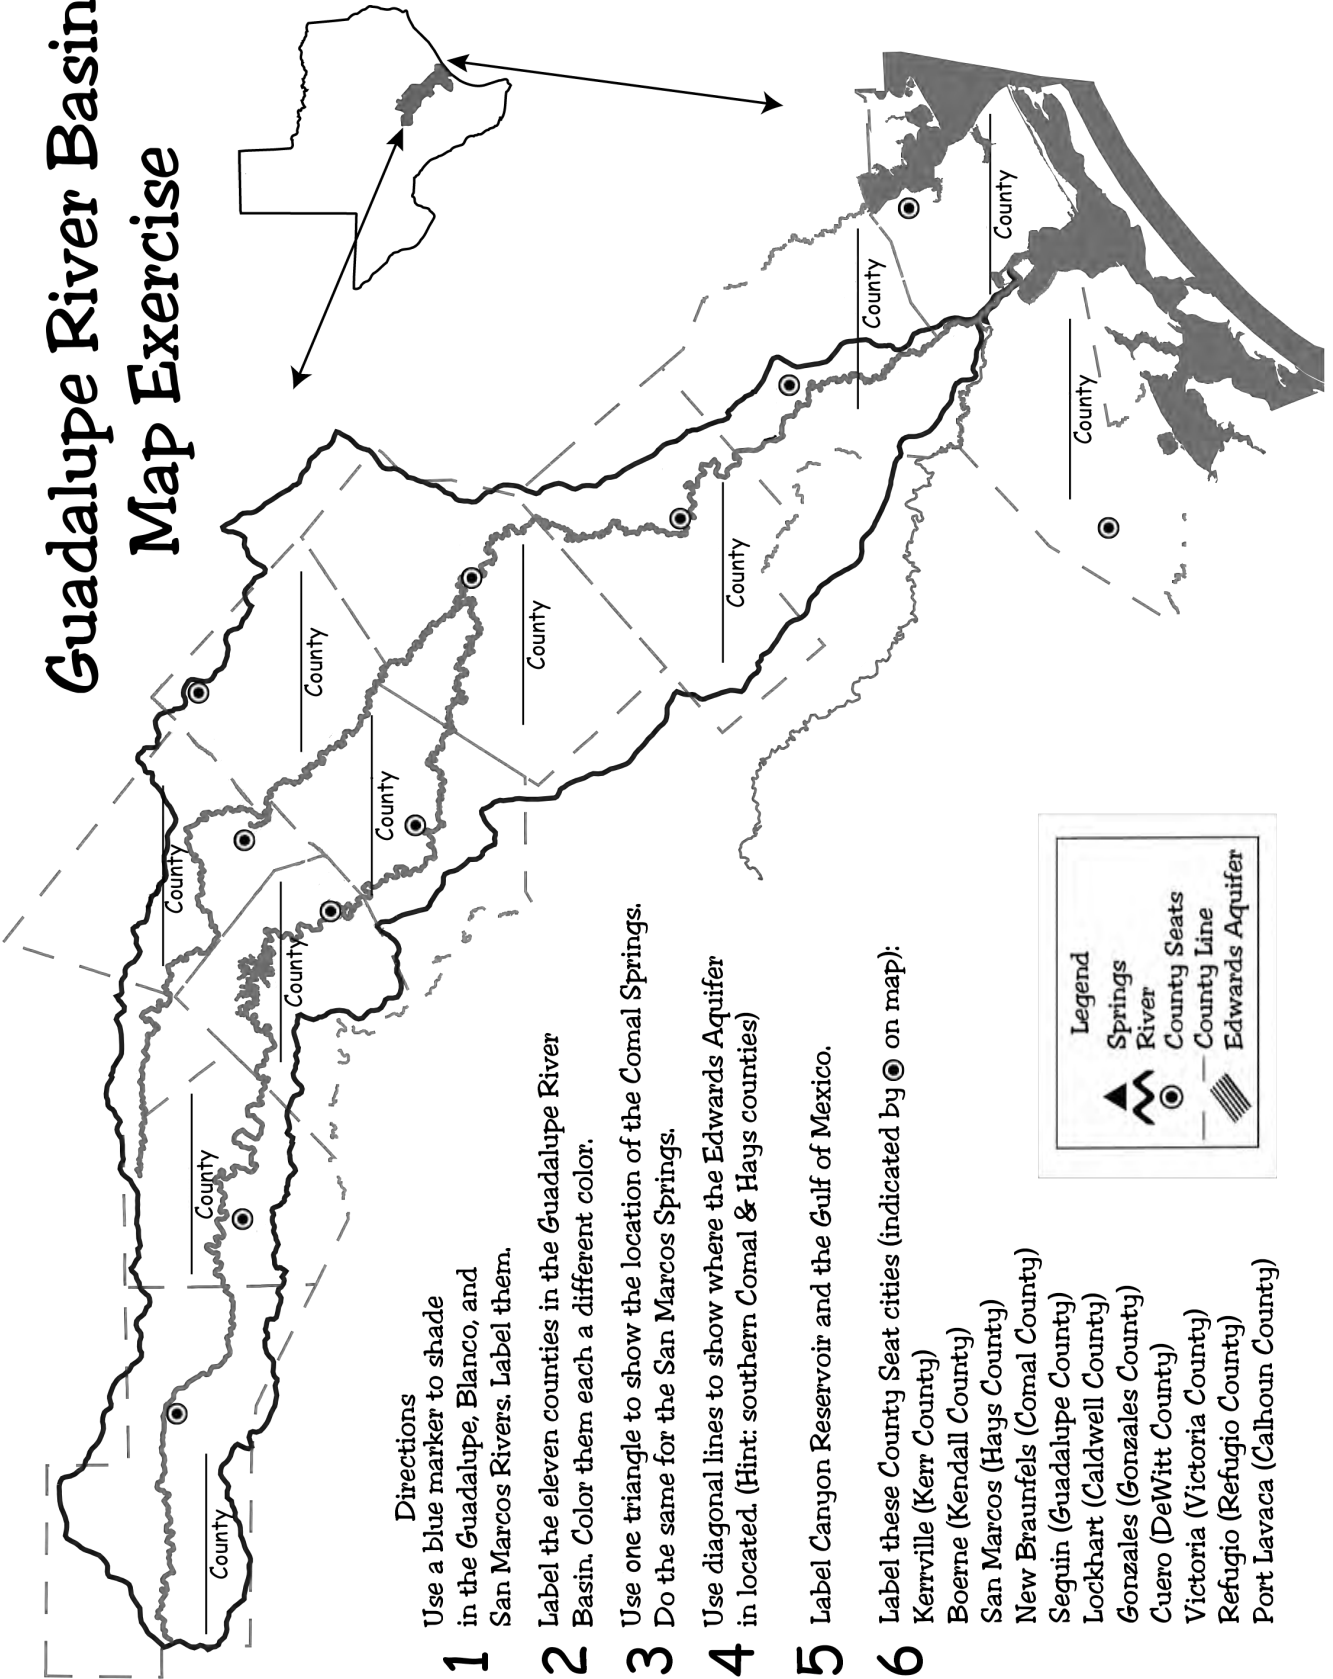 Guadalupe River Basin
Map Exercise
County
County
County
County
County
County
County
County
County
County
County
Directions
1 Use a blue marker to shade
in the Guadalupe, Blanco, and
San Marcos Rivers. Label them.
2 Label the eleven counties in the Guadalupe River
Basin. Color them each a different color.
3 Use one triangle to show the location of the Comal Springs.
Do the same for the San Marcos Springs.
4 Use diagonal lines to show where the Edwards Aquifer
in located. (Hint: southern Comal & Hays counties)
5 Label Canyon Reservoir and the Gulf of Mexico.
6 Label these County Seat cities (indicated by on map):
Kerrville (Kerr County)
Boerne (Kendall County)
San Marcos (Hays County)
New Braunfels (Comal County)
Seguin (Guadalupe County)
Lockhart (Caldwell County)
Gonzales (Gonzales County)
Cuero (DeWitt County)
Victoria (Victoria County)
Refugio (Refugio County)
Port Lavaca (Calhoun County)
Legend
Springs
River
County Seats
County Line
Edwards Aquifer